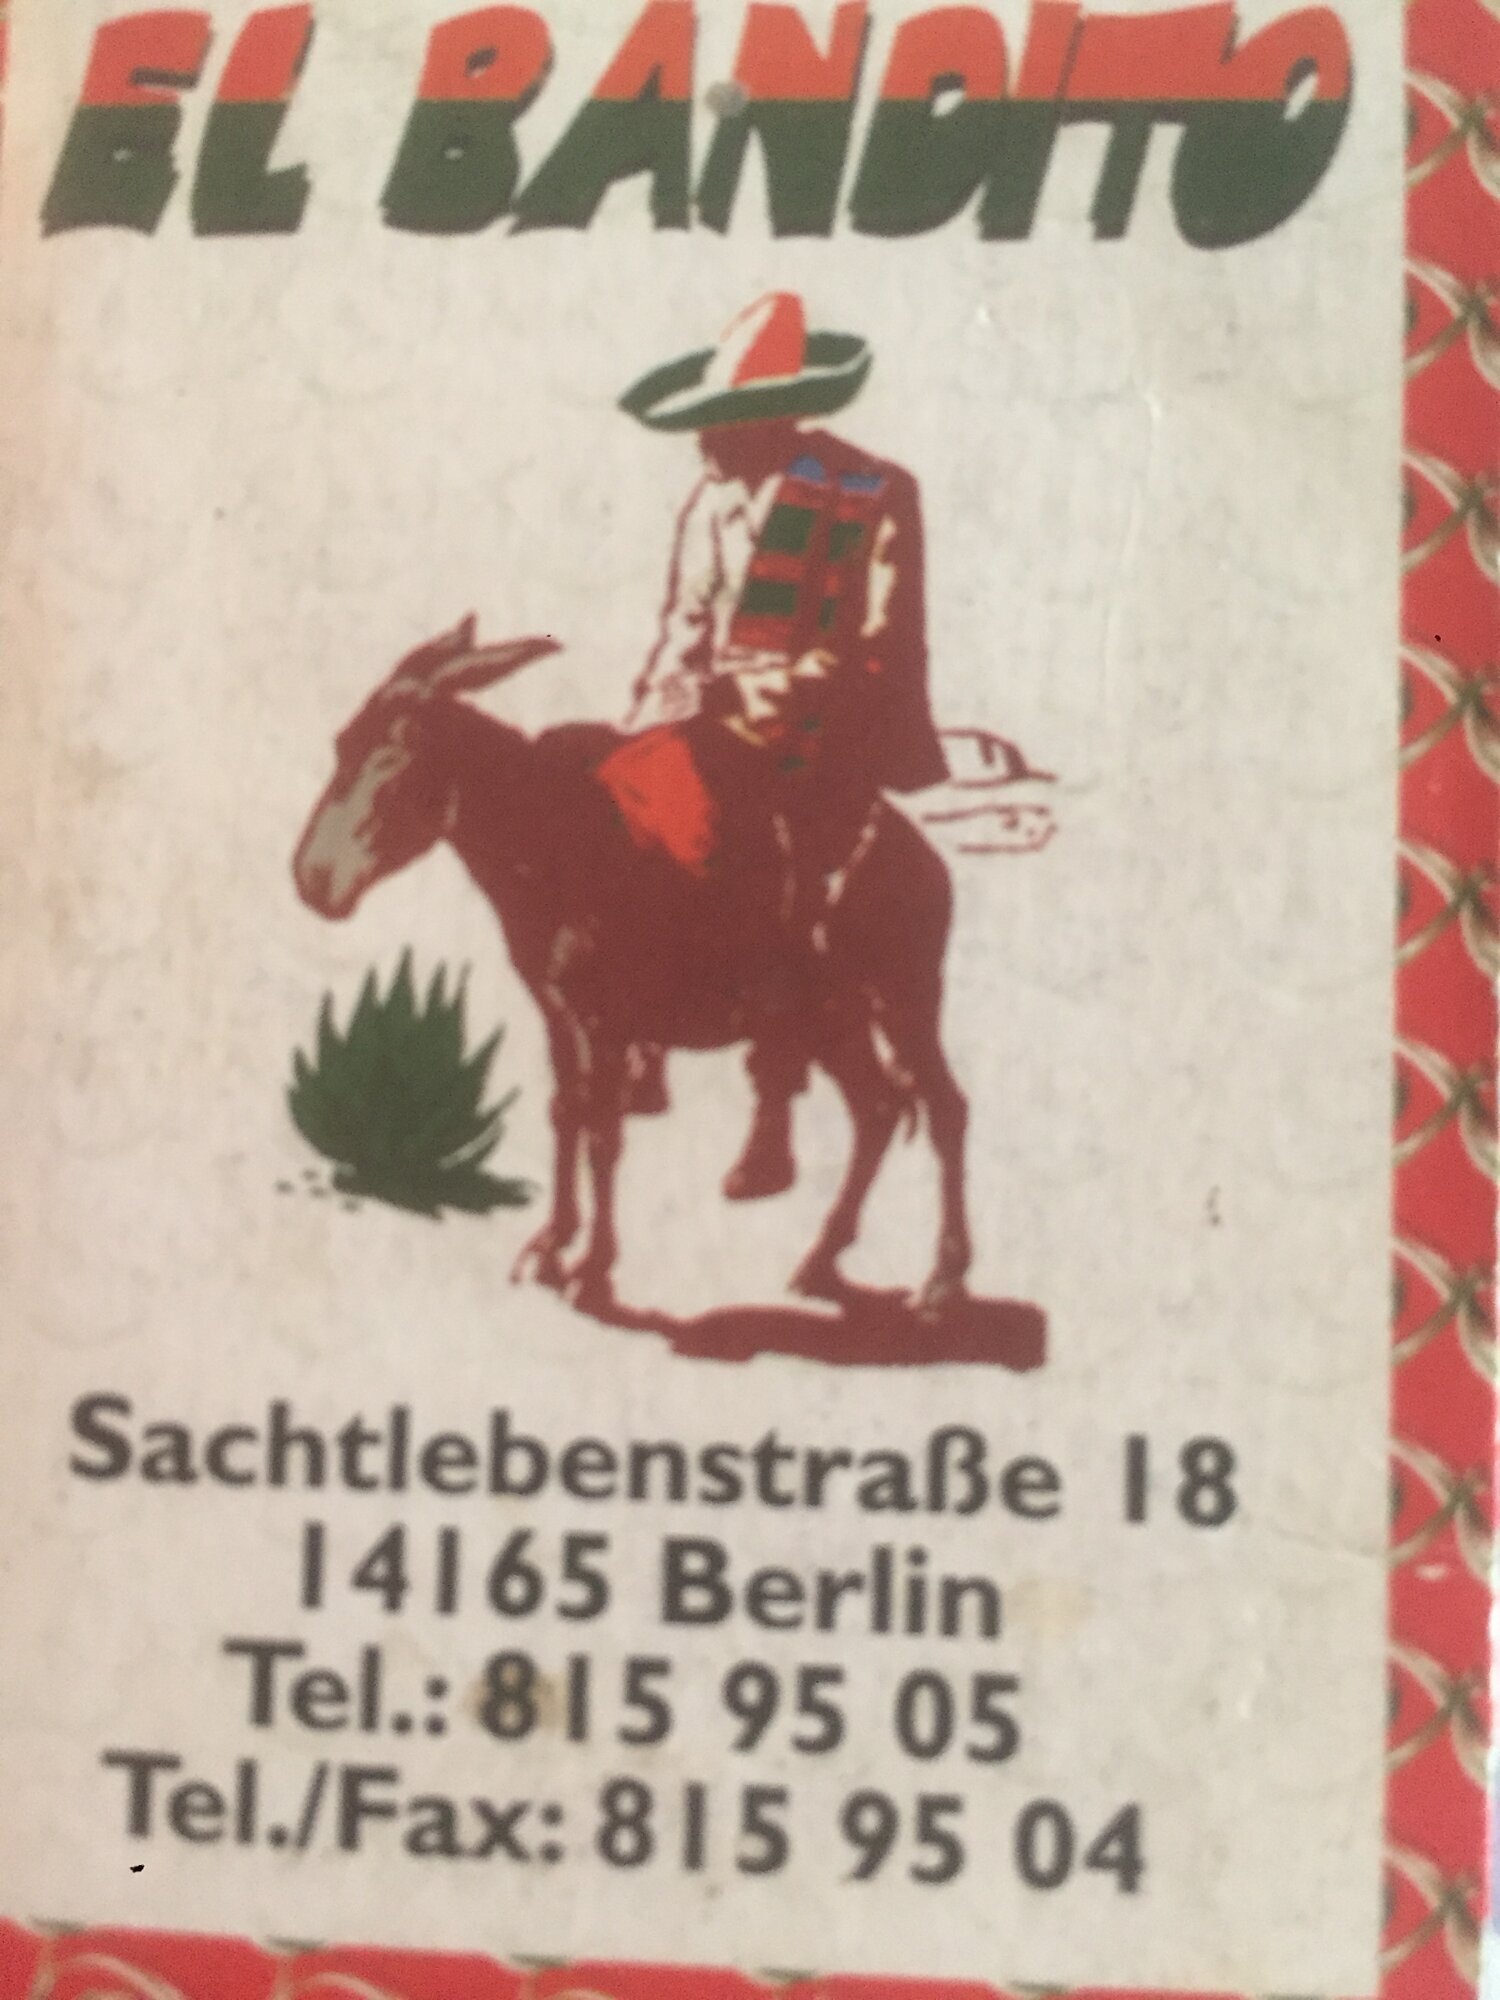 EL BANDITO
Sachtlebenstraße 18
14165 Berlin
Tel.: 815 95 05
Tel./Fax: 815 95 04